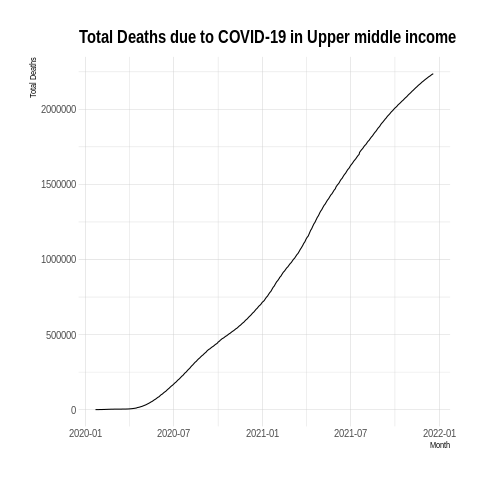 Total Deaths due to COVID-19 in Upper middle income
Total Deaths
2000000
1500000
1000000
500000
0
2020-01 2020-07 2021-01 2021-07 2022-01
Month